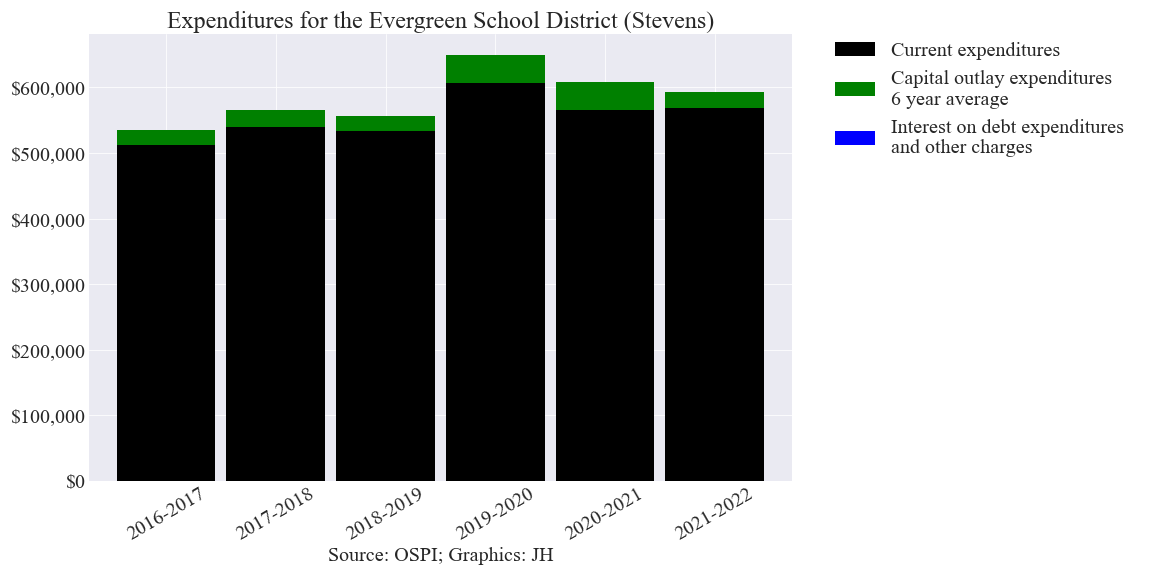 Expenditures for the Evergreen School District (Stevens)
Current expenditures
Capital outlay expenditures
6 year average
Interest on debt expenditures
and other charges
$600,000
$500,000
$400,000
$300,000
$200,000
$100,000
$0
2016-2017
2017-2018
2018-2019
2019-2020
2020-2021
2021-2022
Source: OSPI; Graphics: JH